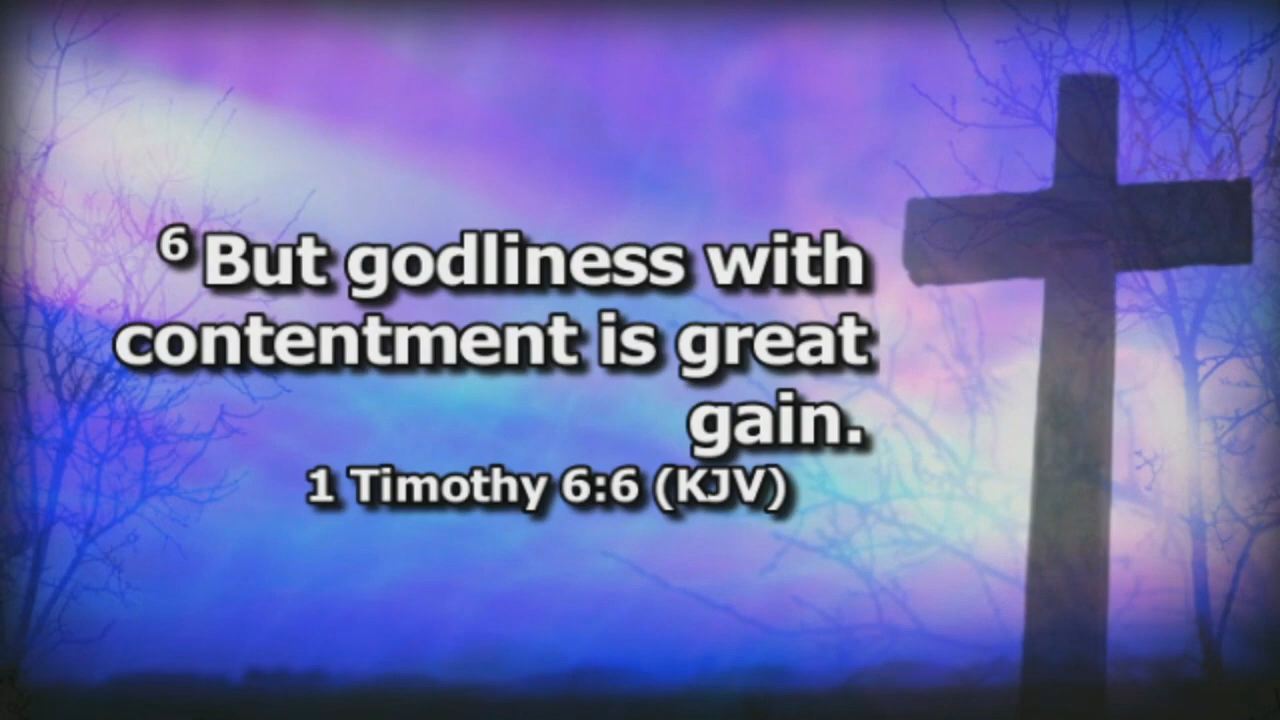 ⁶ But godliness with
contentment is great
gain.
1 Timothy 6:6 (KJV)